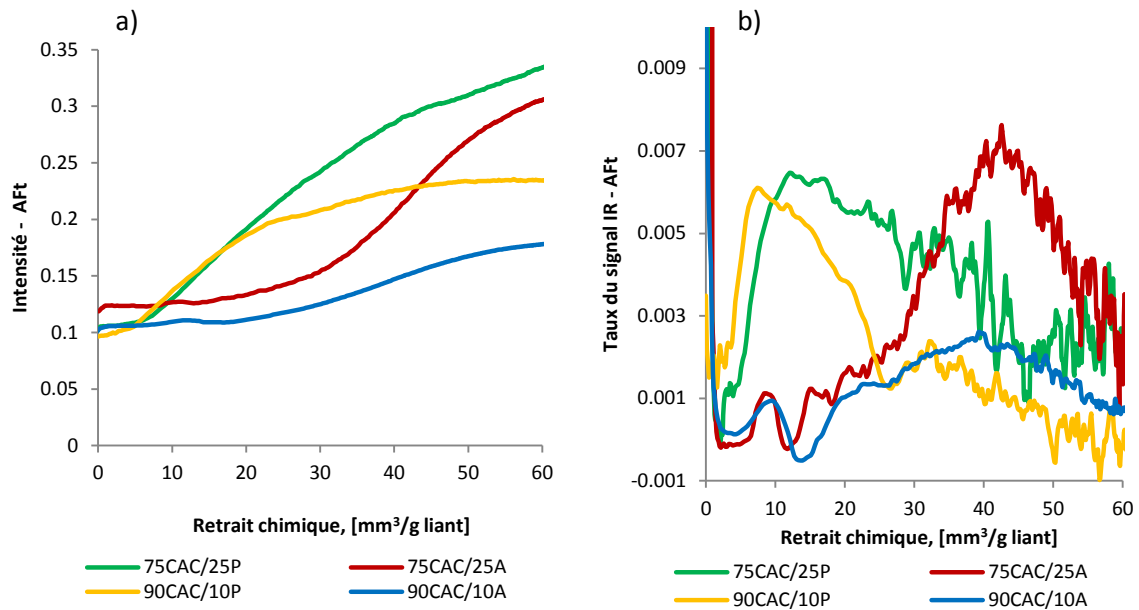 a)
0.35
0.3
0.25
0.2
0.15
0.1
0.05
0
0 10 20 30 40 50 60
Intensité - AFt
Retrait chimique, [mm³/g liant]
75CAC/25P 75CAC/25A
90CAC/10P 90CAC/10A
b)
0.009
0.007
0.005
0.003
0.001
-0.001
0 10 20 30 40 50 60
Taux du signal IR - AFt
Retrait chimique, [mm³/g liant]
75CAC/25P 75CAC/25A
90CAC/10P 90CAC/10A